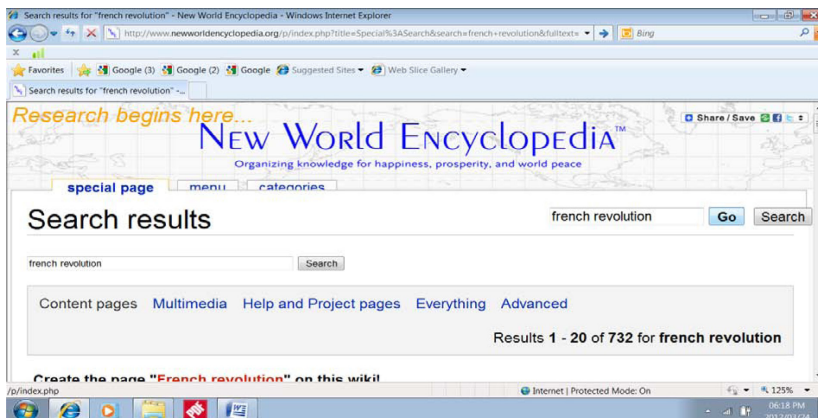 Search results for "french revolution" - New World Encyclopedia - Windows Internet Explorer
http://www.newworldencyclopedia.org/p/index.php?title=Special%3ASearch&search=french+revolution&fulltext= Bing
x
Favorites Google (3) Google (2) Google Suggested Sites Web Slice Gallery
Search results for "french revolution" -...
Research begins here...
Share / Save
New World Encyclopedia™
Organizing knowledge for happiness, prosperity, and world peace
special page menu categories
Search results french revolution Go Search
french revolution Search
Content pages Multimedia Help and Project pages Everything Advanced
Results 1 - 20 of 732 for french revolution
Create the page "French revolution" on this wiki!
/p/index.php Internet | Protected Mode: On 125%
06:18 PM